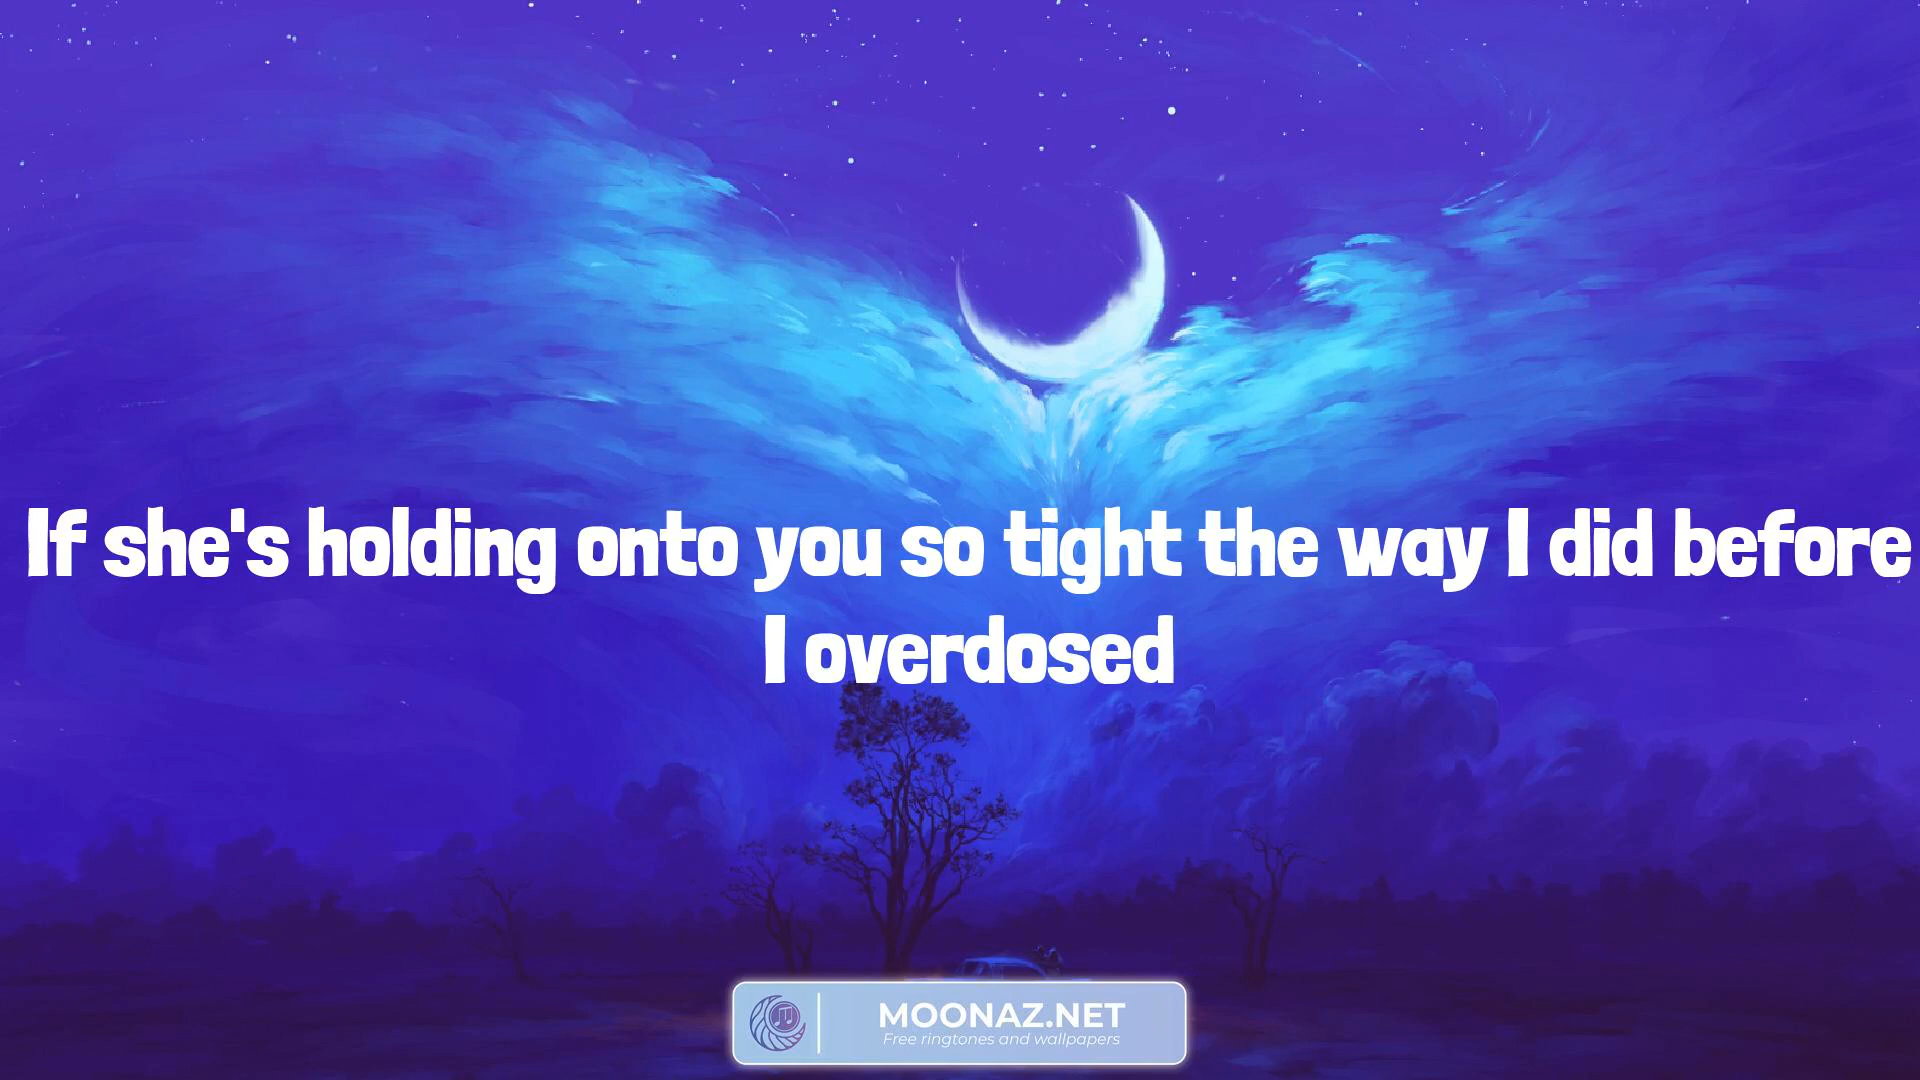 If she's holding onto you so tight the way I did before
I overdosed
MOONAZ.NET
Free ringtones and wallpapers